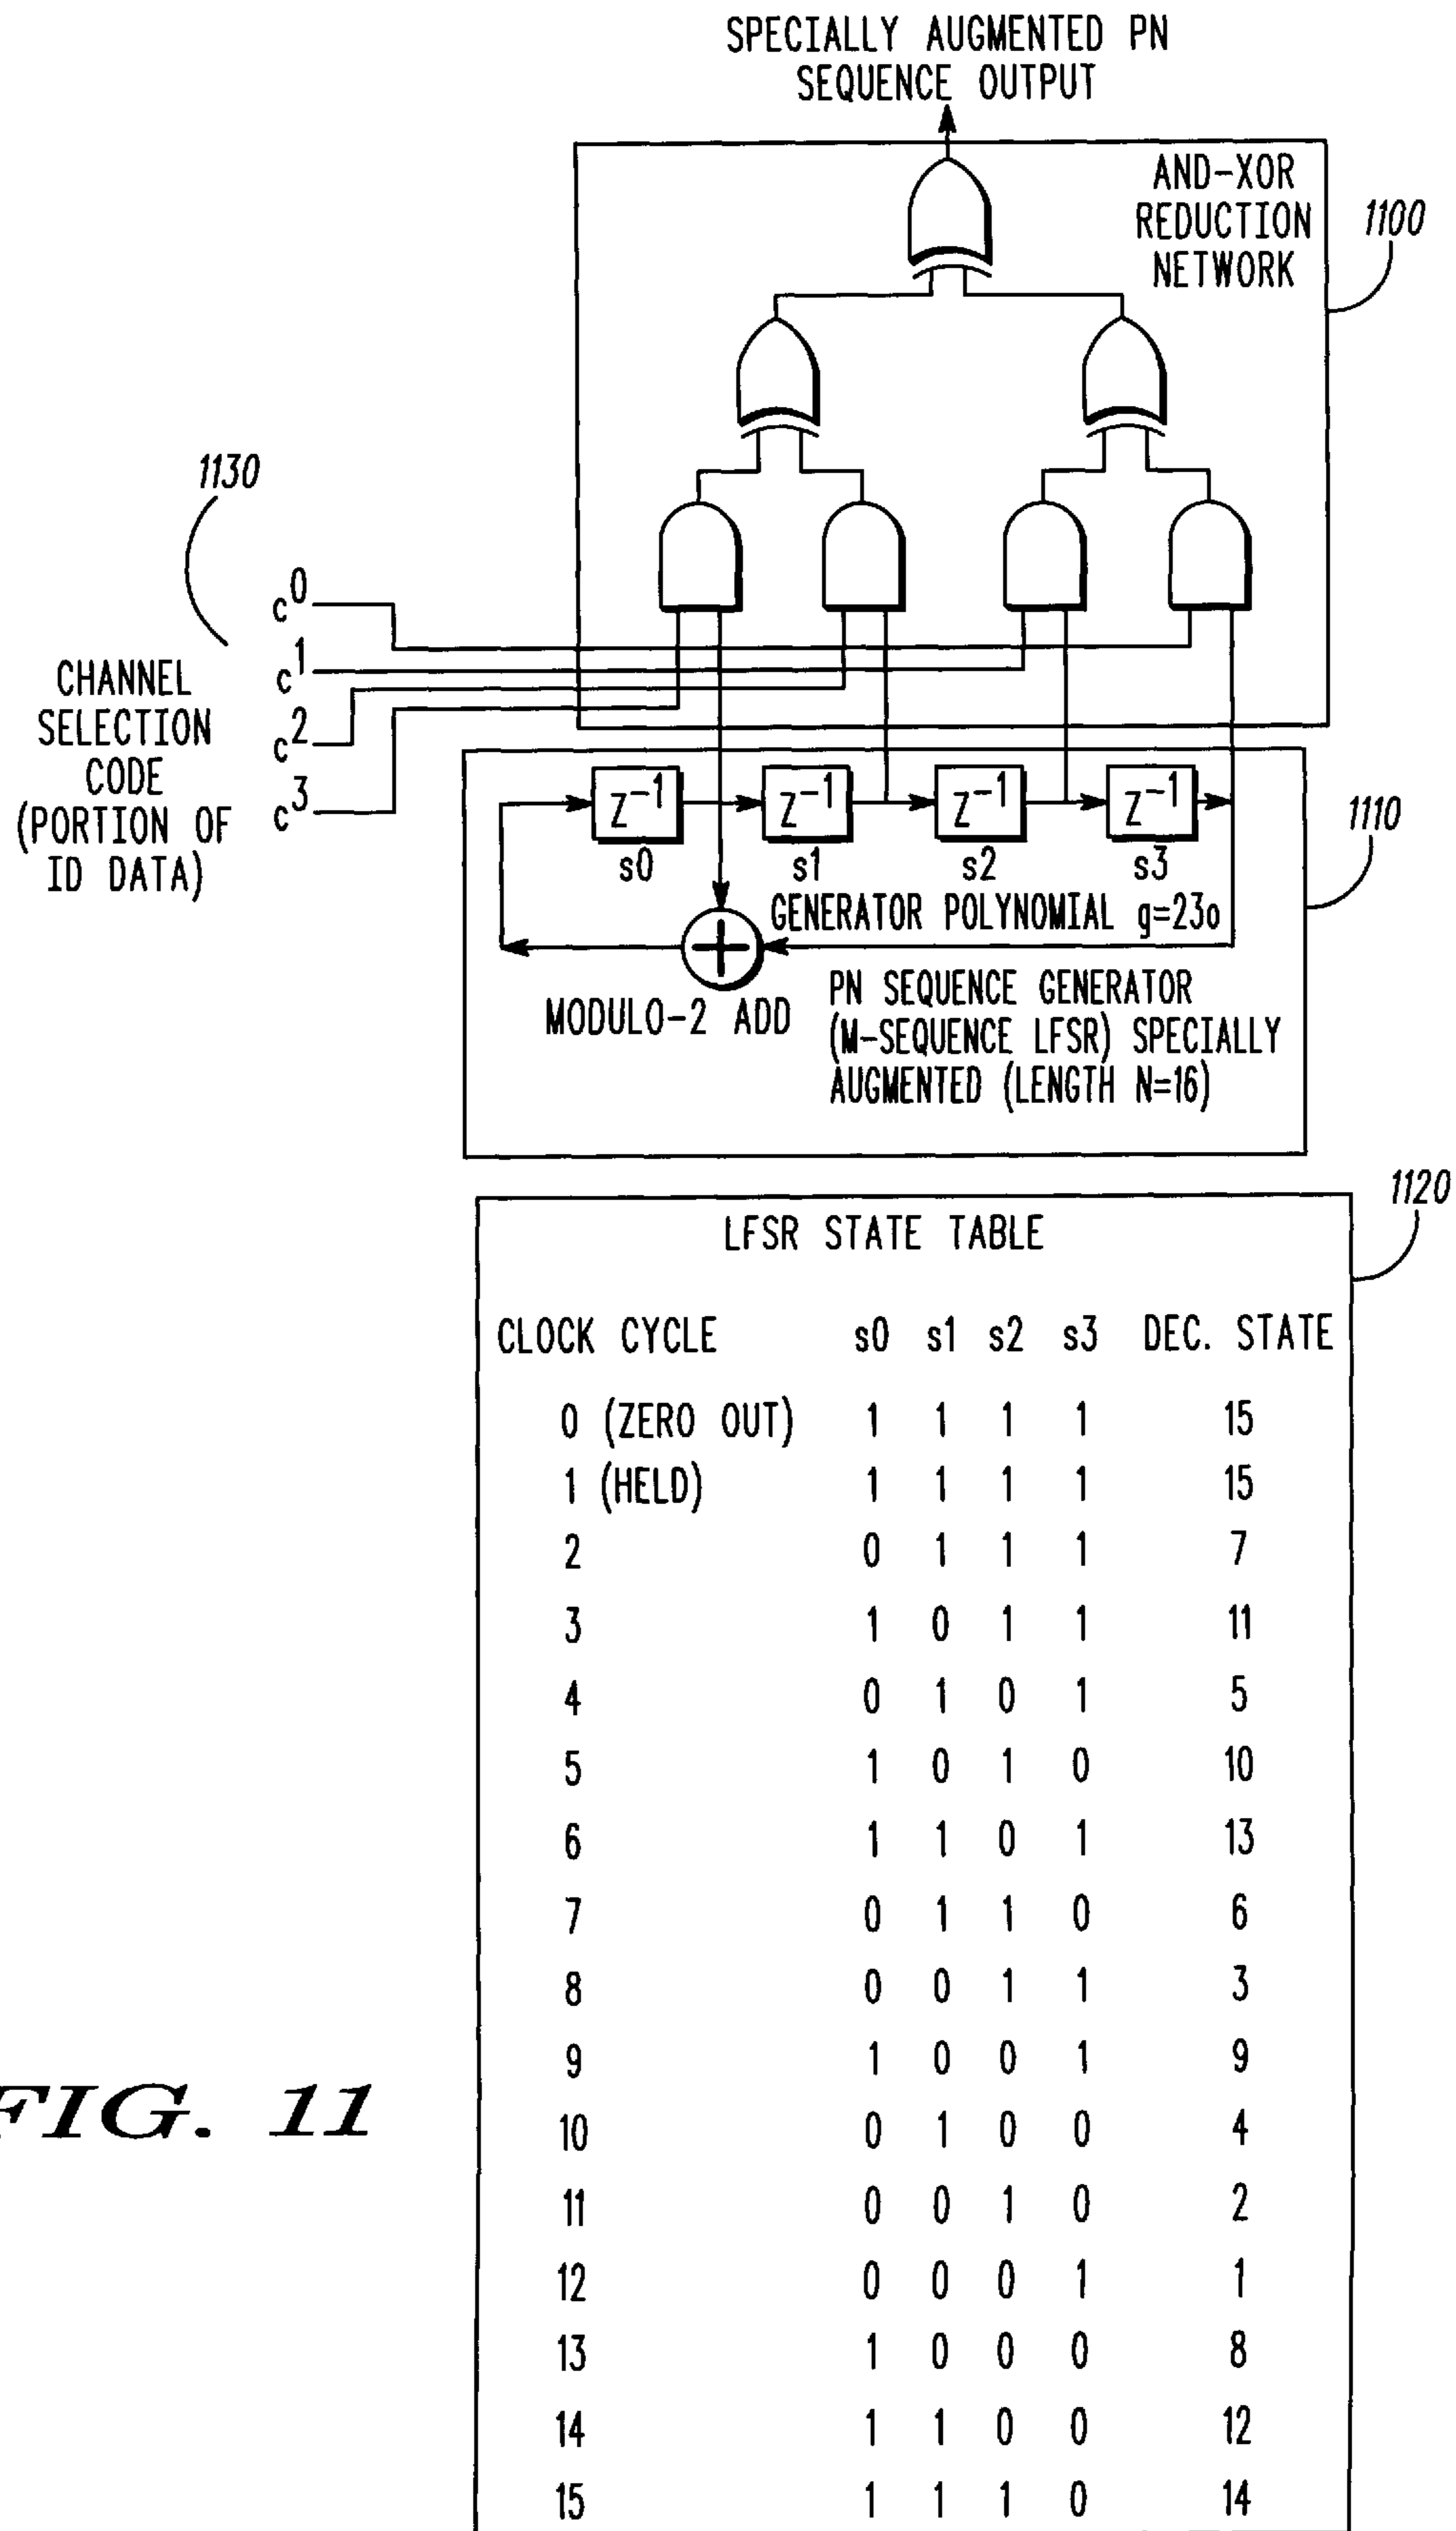 SPECIALLY AUGMENTED PN
SEQUENCE OUTPUT
AND-XOR
REDUCTION
NETWORK
1100
1130
c0
c1
c2
c3
CHANNEL
SELECTION
CODE
(PORTION OF
ID DATA)
Z-1 Z-1 Z-1 Z-1
s0 s1 s2 s3
1110
GENERATOR POLYNOMIAL g=23o
MODULO-2 ADD
PN SEQUENCE GENERATOR
(M-SEQUENCE LFSR) SPECIALLY
AUGMENTED (LENGTH N=16)
1120
LFSR STATE TABLE
CLOCK CYCLE s0 s1 s2 s3 DEC. STATE
0 (ZERO OUT) 1 1 1 1 15
1 (HELD) 1 1 1 1 15
2 0 1 1 1 7
3 1 0 1 1 11
4 0 1 0 1 5
5 1 0 1 0 10
6 1 1 0 1 13
7 0 1 1 0 6
8 0 0 1 1 3
9 1 0 0 1 9
10 0 1 0 0 4
11 0 0 1 0 2
12 0 0 0 1 1
13 1 0 0 0 8
14 1 1 0 0 12
15 1 1 1 0 14
FIG. 11